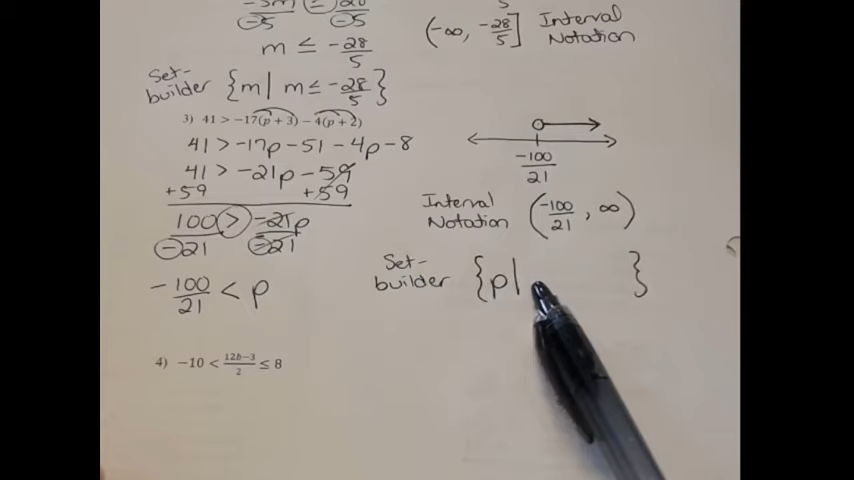 -5m ≤ 28
-5 -5
m ≤ -28/5
(-∞, -28/5] Interval Notation
Set-builder {m| m ≤ -28/5}
3) 41 > -17(p + 3) - 4(p + 2)
41 > -17p - 51 - 4p - 8
41 > -21p - 59
+59 +59
100 > -21p
-21 -21
-100/21 < p
-100/21
Interval Notation (-100/21, ∞)
Set-builder {p| }
4) -10 < 12b-3/2 ≤ 8